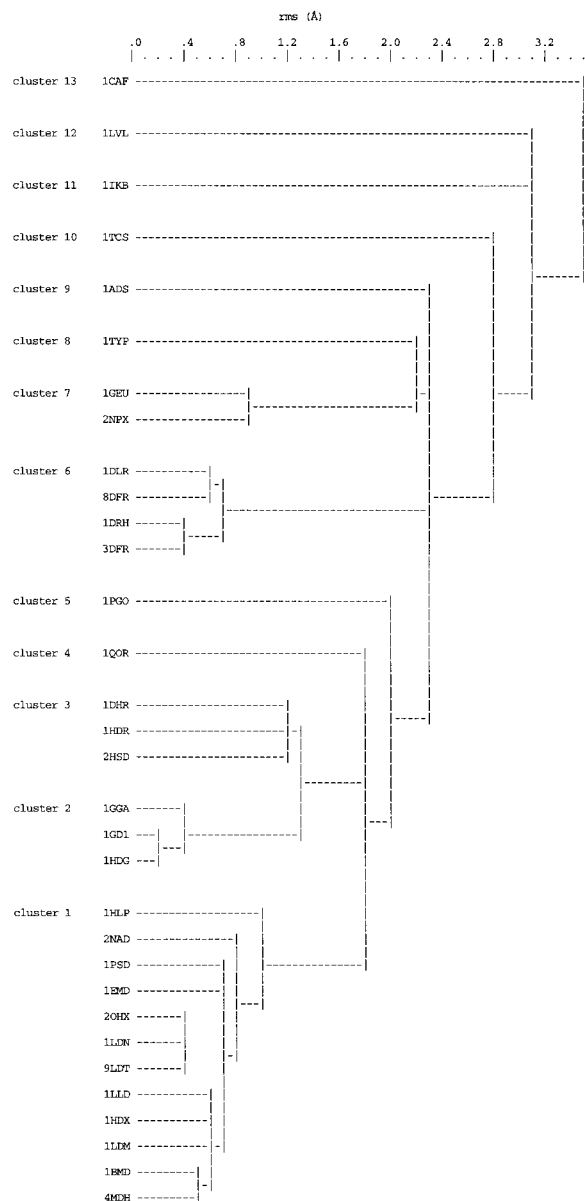 rms (Å)
.0 .4 .8 1.2 1.6 2.0 2.4 2.8 3.2
cluster 13 1CAF
cluster 12 1LVL
cluster 11 1IKB
cluster 10 1TCS
cluster 9 1ADS
cluster 8 1TYP
cluster 7 1GEU
2NPX
cluster 6 1DLR
8DFR
1DRH
3DFR
cluster 5 1PGO
cluster 4 1QOR
cluster 3 1DHR
1HDR
2HSD
cluster 2 1GGA
1GD1
1HDG
cluster 1 1HLP
2NAD
1PSD
1EMD
2OHX
1LDN
9LDT
1LLD
1HDX
1LDM
1BMD
4MDH